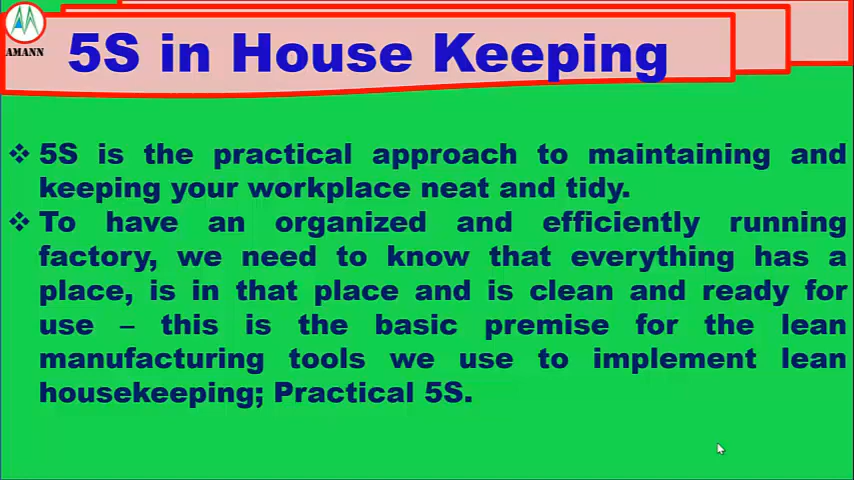 AMANN
5S in House Keeping
❖ 5S is the practical approach to maintaining and
keeping your workplace neat and tidy.
❖ To have an organized and efficiently running
factory, we need to know that everything has a
place, is in that place and is clean and ready for
use – this is the basic premise for the lean
manufacturing tools we use to implement lean
housekeeping; Practical 5S.